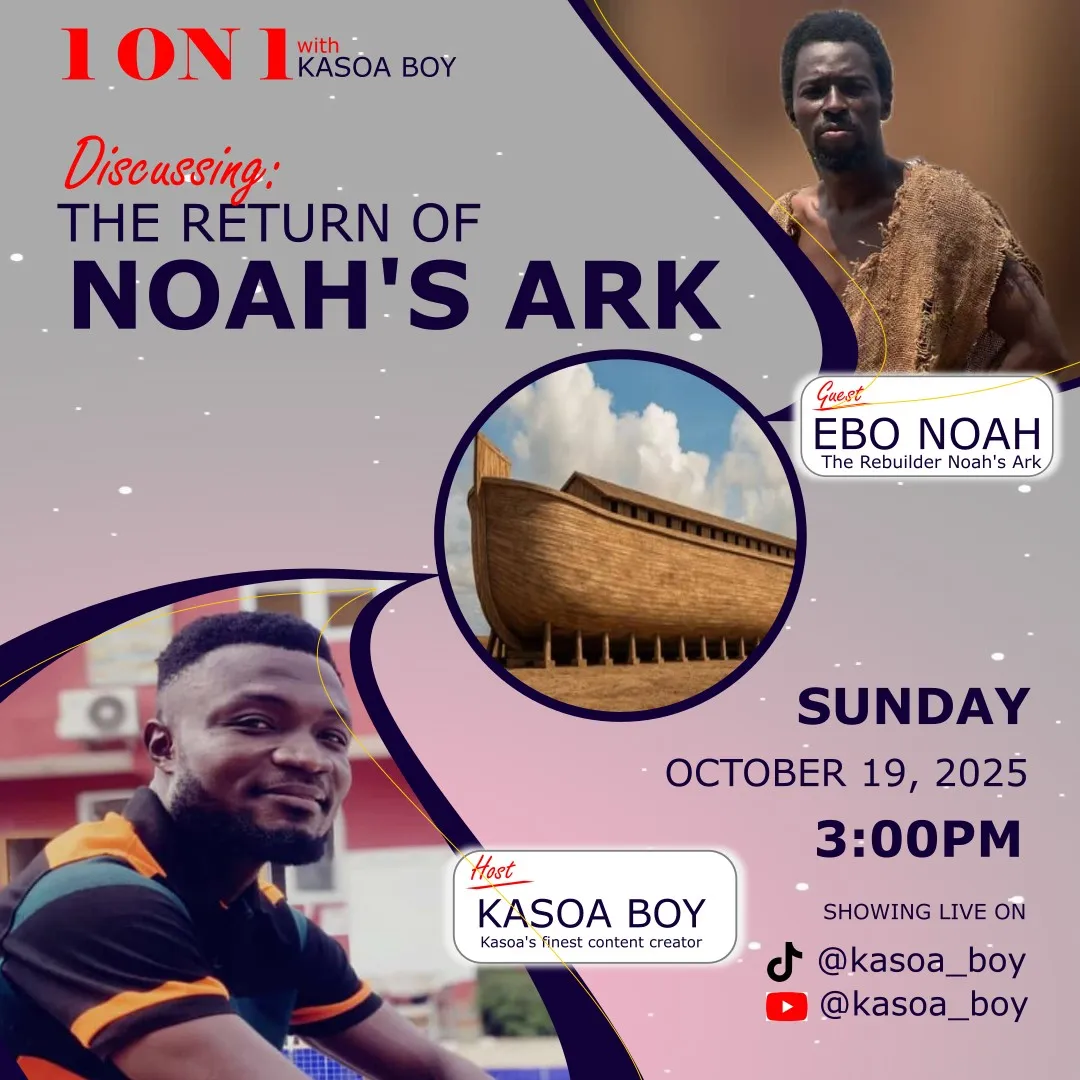 1 ON 1 with KASOA BOY
Discussing:
THE RETURN OF
NOAH'S ARK
Guest
EBO NOAH
The Rebuilder Noah's Ark
SUNDAY
OCTOBER 19, 2025
3:00PM
Host
KASOA BOY
Kasoa's finest content creator
SHOWING LIVE ON
@kasoa_boy
@kasoa_boy